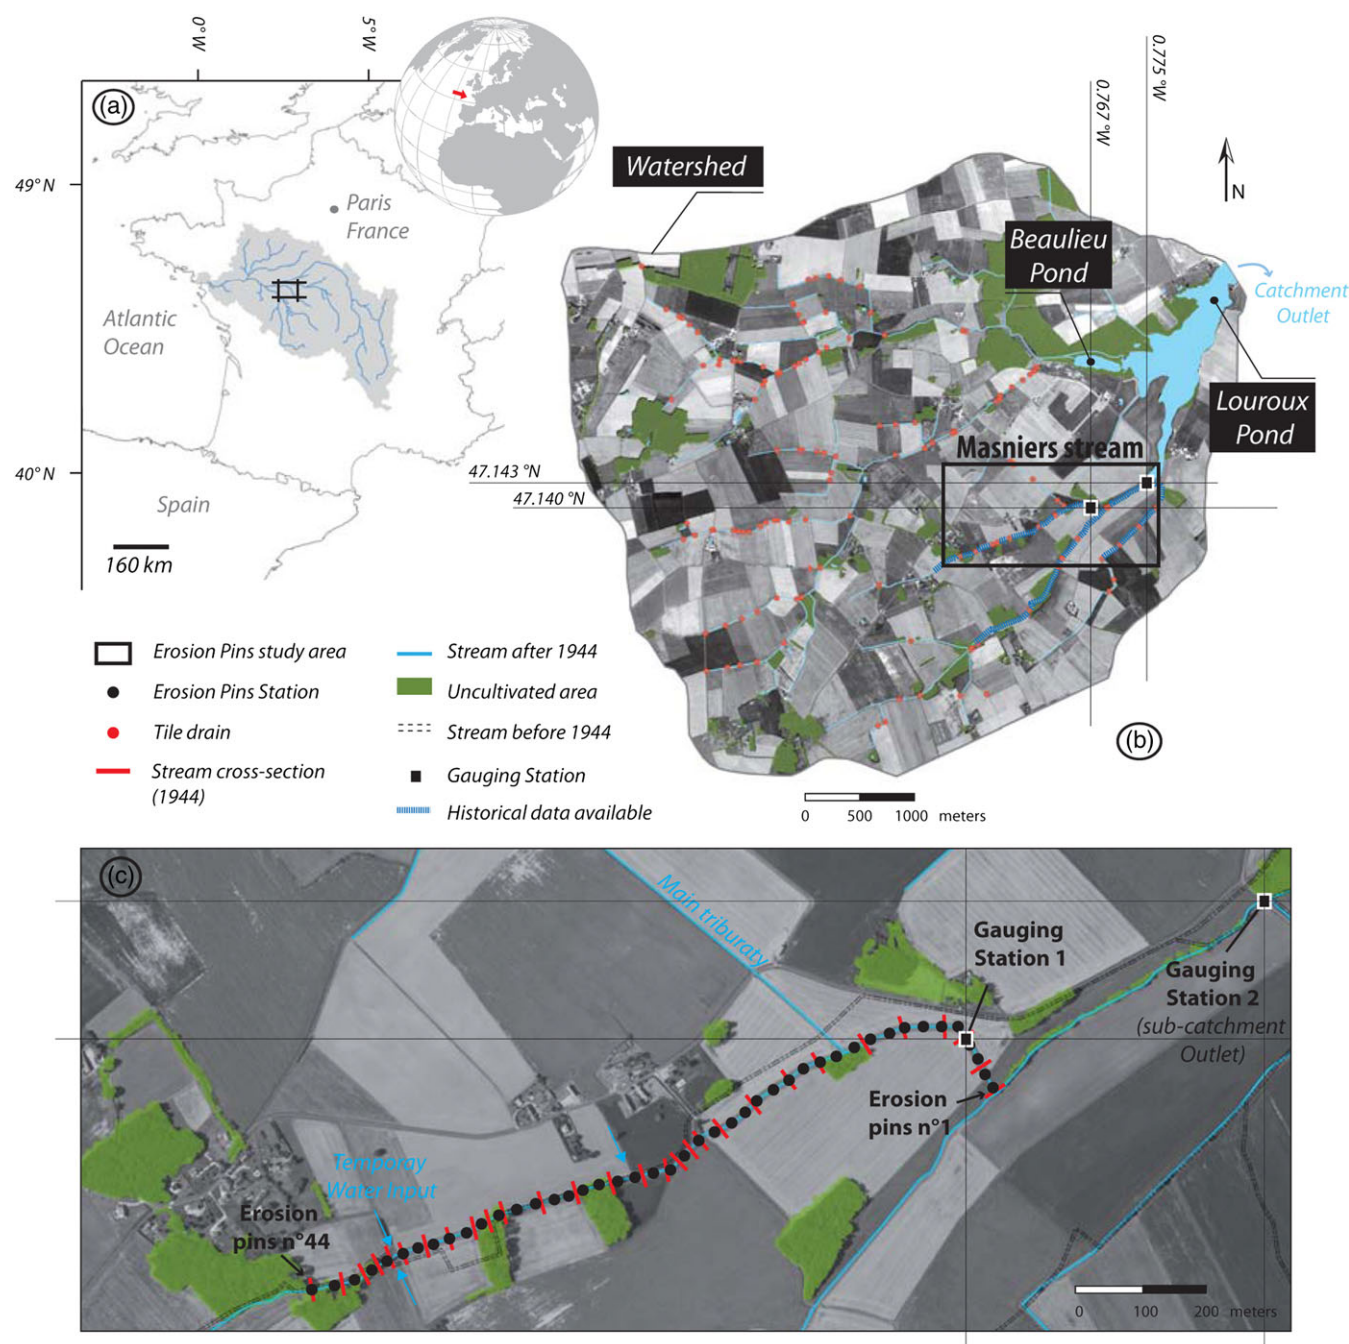 0°W
5°W
(a)
49°N
Paris
France
Atlantic
Ocean
40°N
Spain
160 km
0.775 °W
0.767 °W
Watershed
N
Beaulieu
Pond
Catchment
Outlet
Louroux
Pond
Masniers stream
47.143 °N
47.140 °N
(b)
0 500 1000 meters
Erosion Pins study area
Erosion Pins Station
Tile drain
Stream cross-section
(1944)
Stream after 1944
Uncultivated area
Stream before 1944
Gauging Station
Historical data available
(c)
Main triburaty
Gauging
Station 1
Gauging
Station 2
(sub-catchment
Outlet)
Erosion
pins n°1
Temporay
Water Input
Erosion
pins n°44
0 100 200 meters